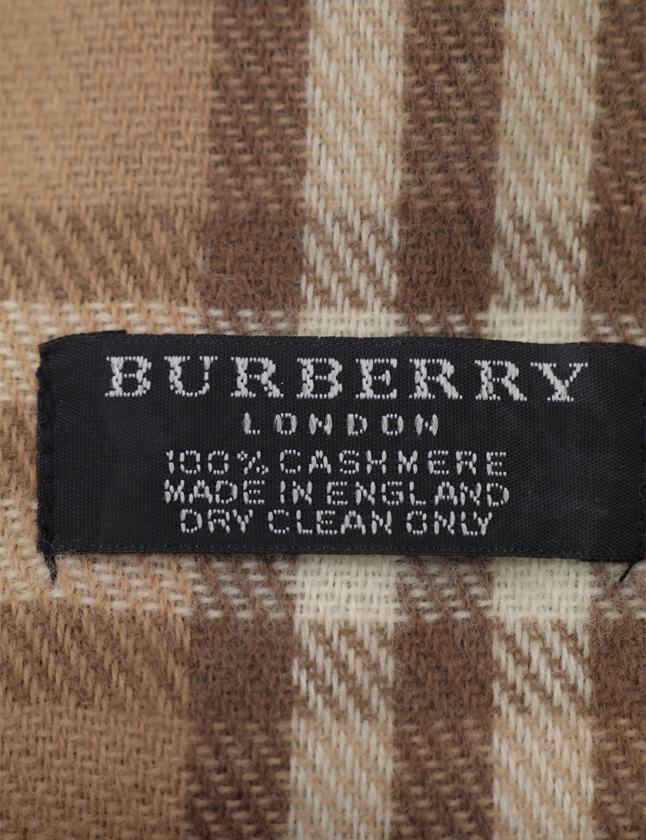 BURBERRY
LONDON
100% CASHMERE
MADE IN ENGLAND
DRY CLEAN ONLY